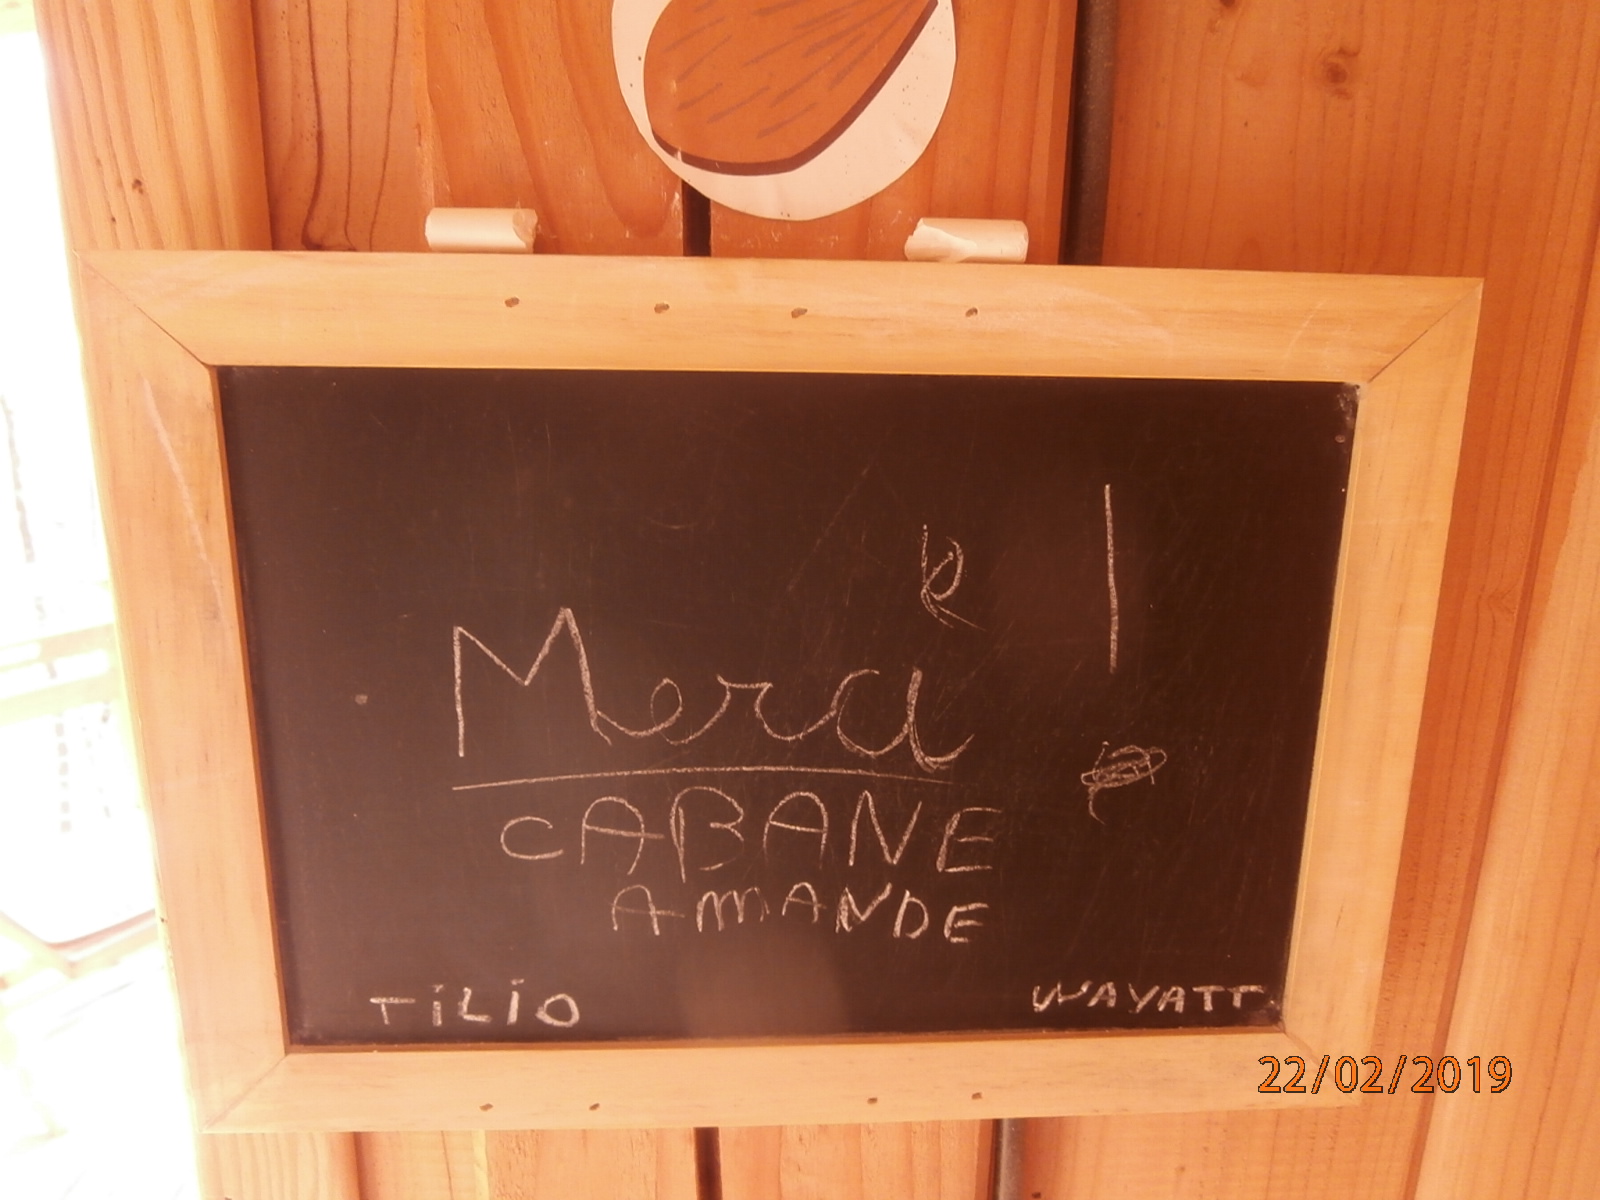 Merci !
CABANE
AMANDE
TiLiO WAYATT
22/02/2019